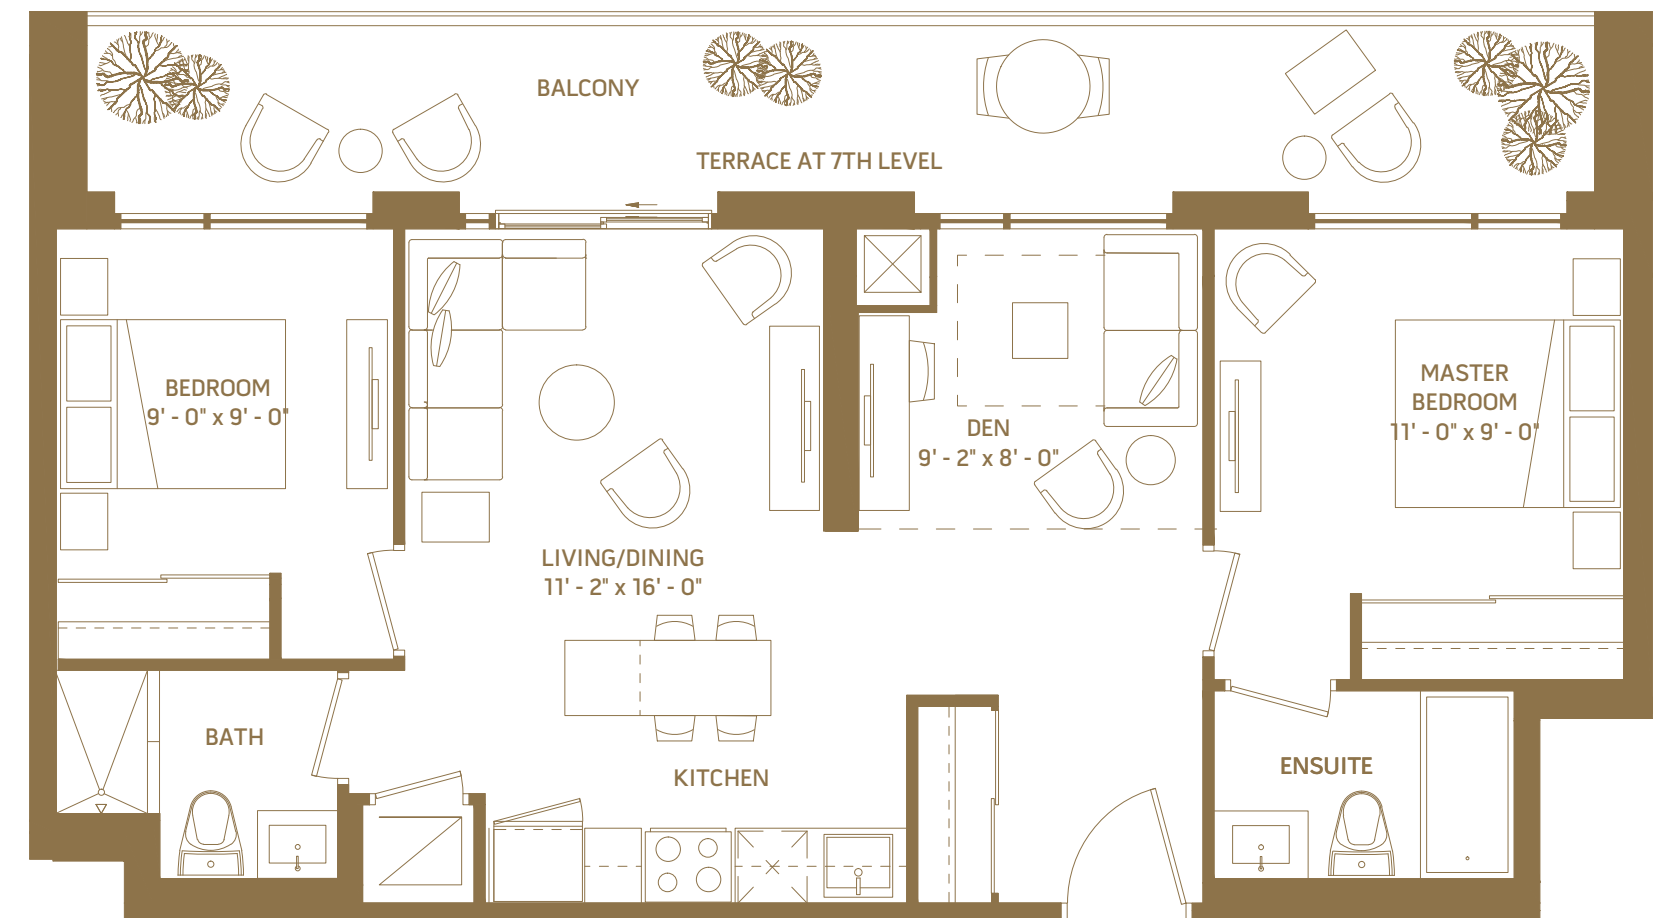 BALCONY
TERRACE AT 7TH LEVEL
BEDROOM
9' - 0" x 9' - 0"
LIVING/DINING
11' - 2" x 16' - 0"
DEN
9' - 2" x 8' - 0"
MASTER
BEDROOM
11' - 0" x 9' - 0"
BATH
KITCHEN
ENSUITE